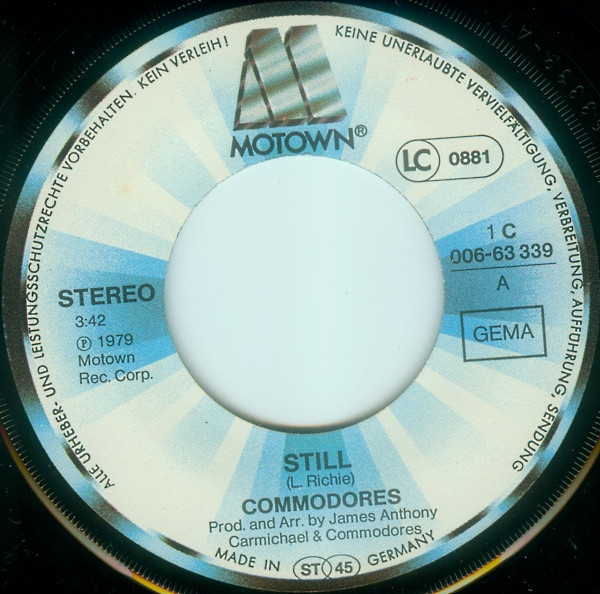 ALLE URHEBER- UND LEISTUNGSSCHUTZRECHTE VORBEHALTEN. KEIN VERLEIH! KEINE UNERLAUBTE VERVIELFÄLTIGUNG, VERBREITUNG, AUFFÜHRUNG, SENDUNG
MOTOWN®
LC 0881
1 C
006-63 339
A
GEMA
STEREO
3:42
Ⓟ 1979
Motown
Rec. Corp.
STILL
(L. Richie)
COMMODORES
Prod. and Arr. by James Anthony
Carmichael & Commodores
MADE IN ST 45 GERMANY